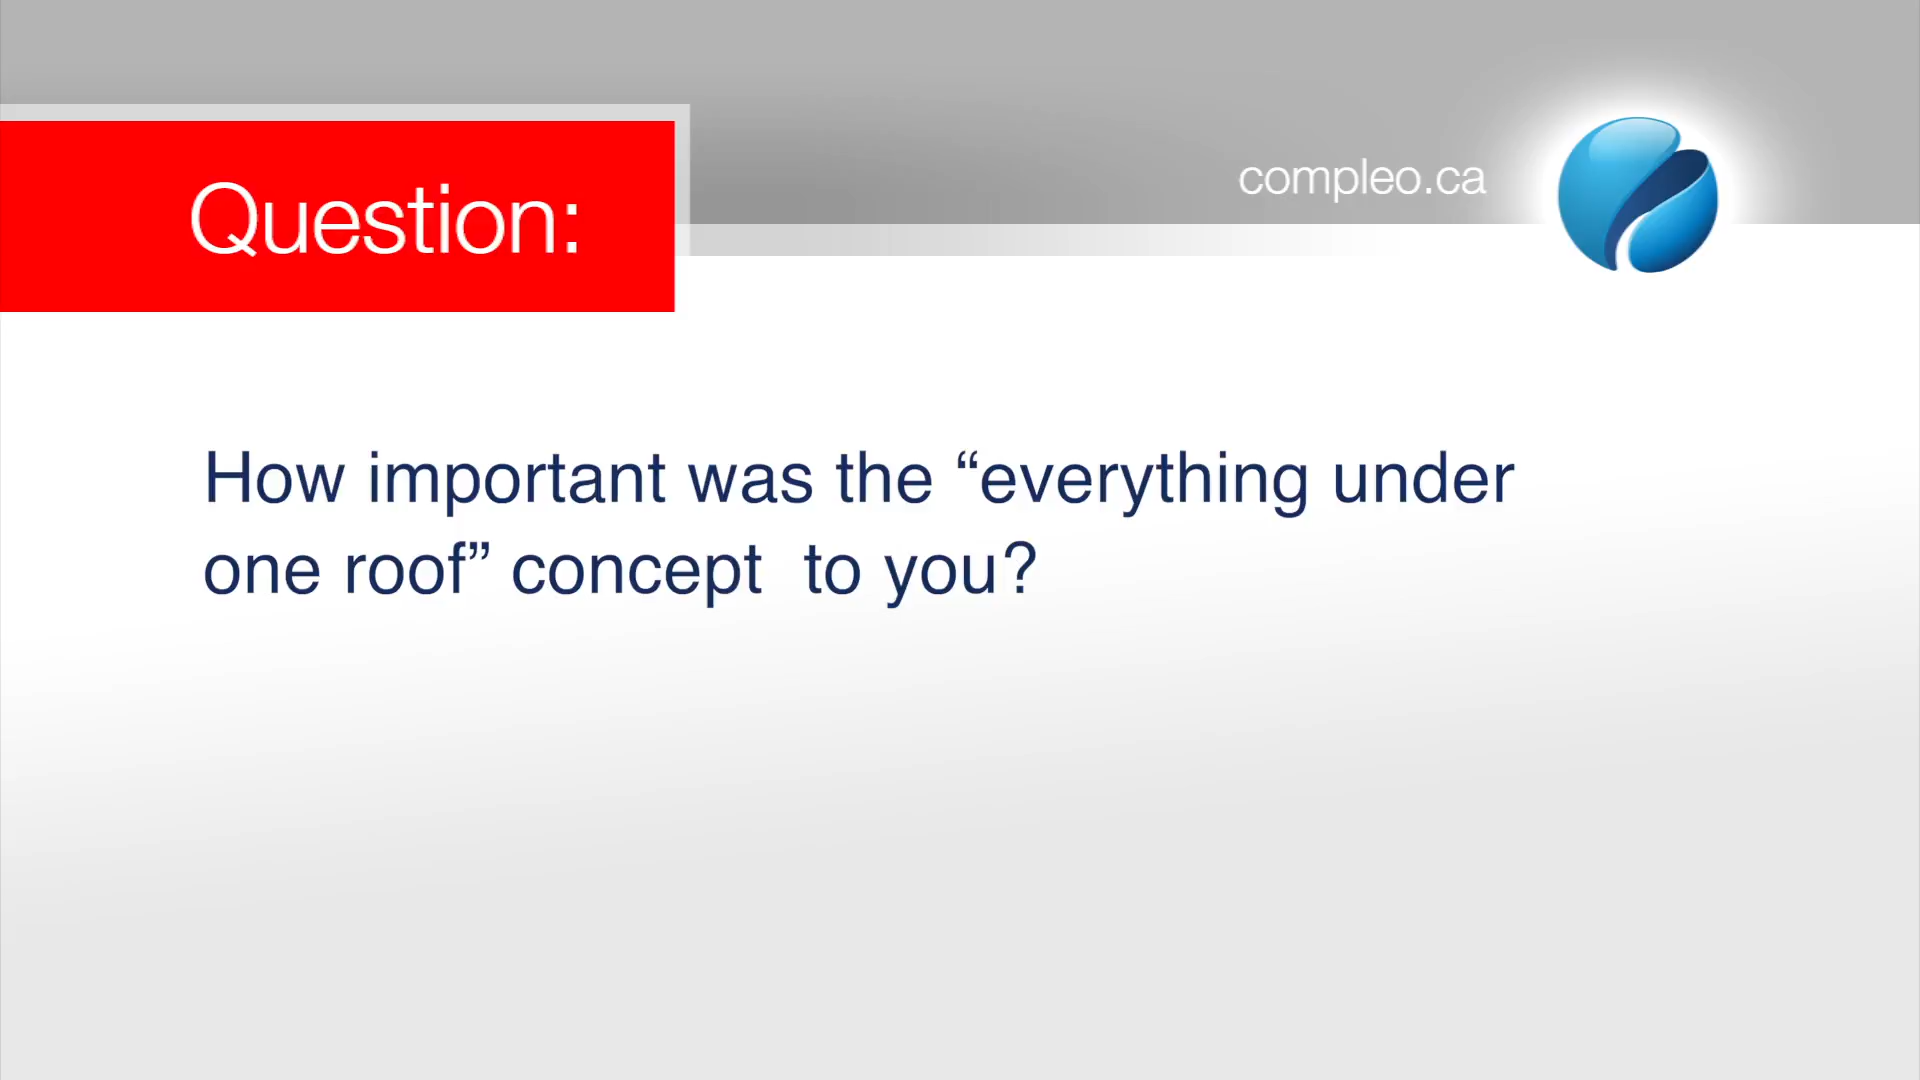 Question:
compleo.ca
How important was the “everything under
one roof” concept  to you?